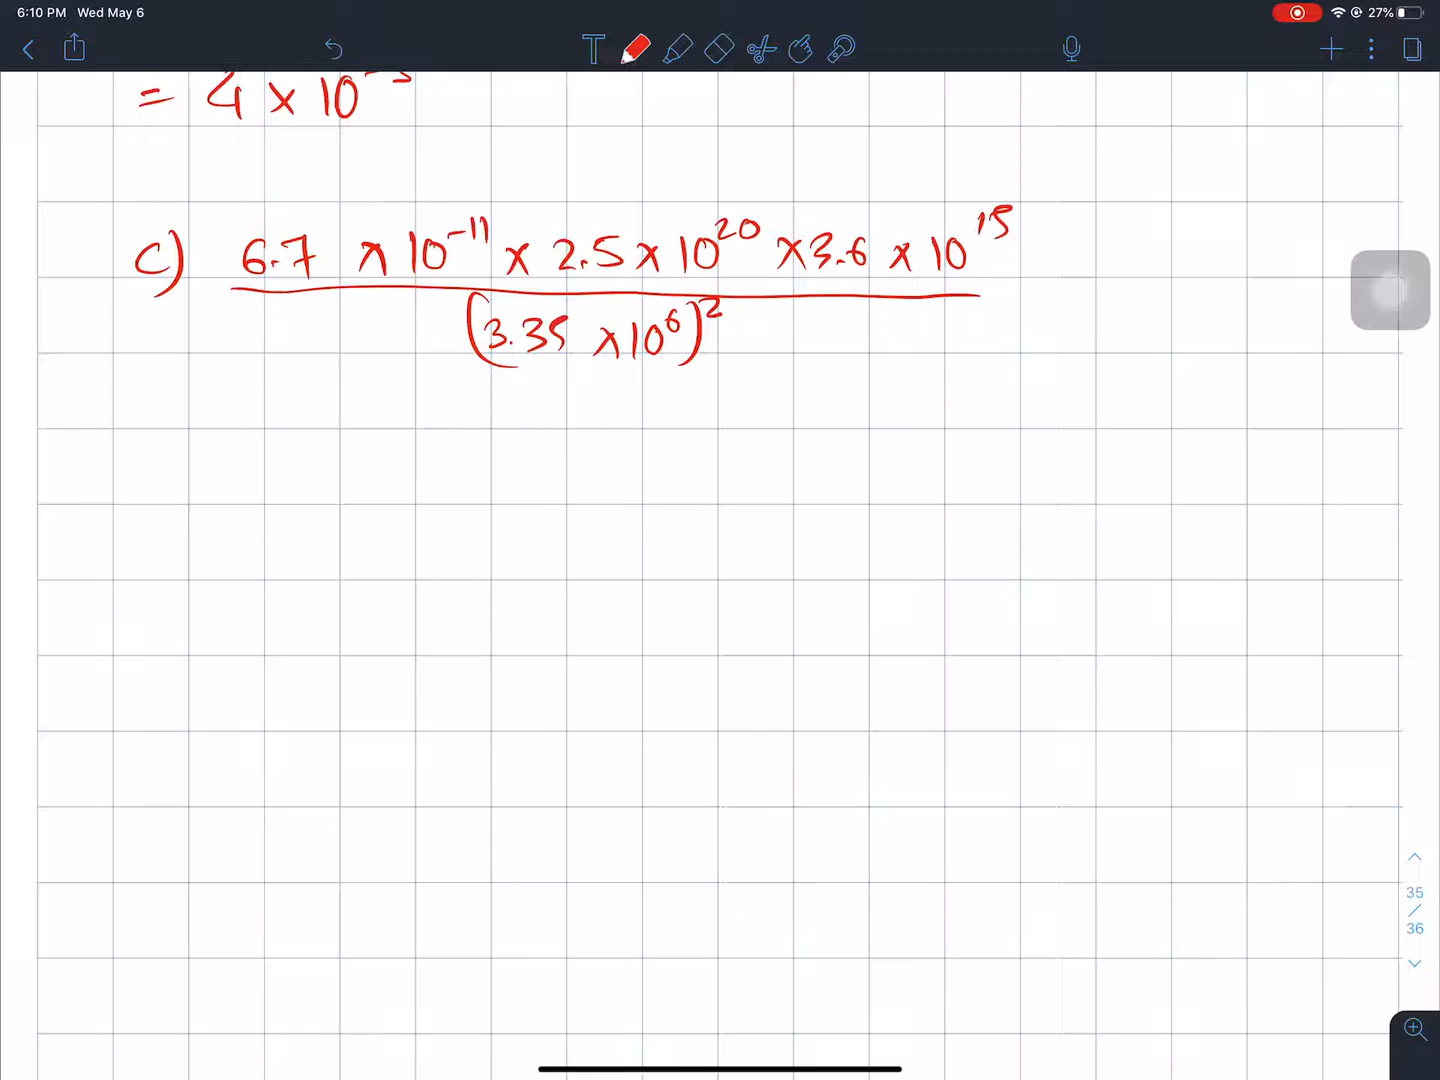 6:10 PM Wed May 6
27%
T
= 4 × 10
c) 6.7 × 10⁻¹¹ × 2.5 × 10²⁰ × 3.6 × 10¹⁵
(3.35 × 10⁶)²
35
/
36